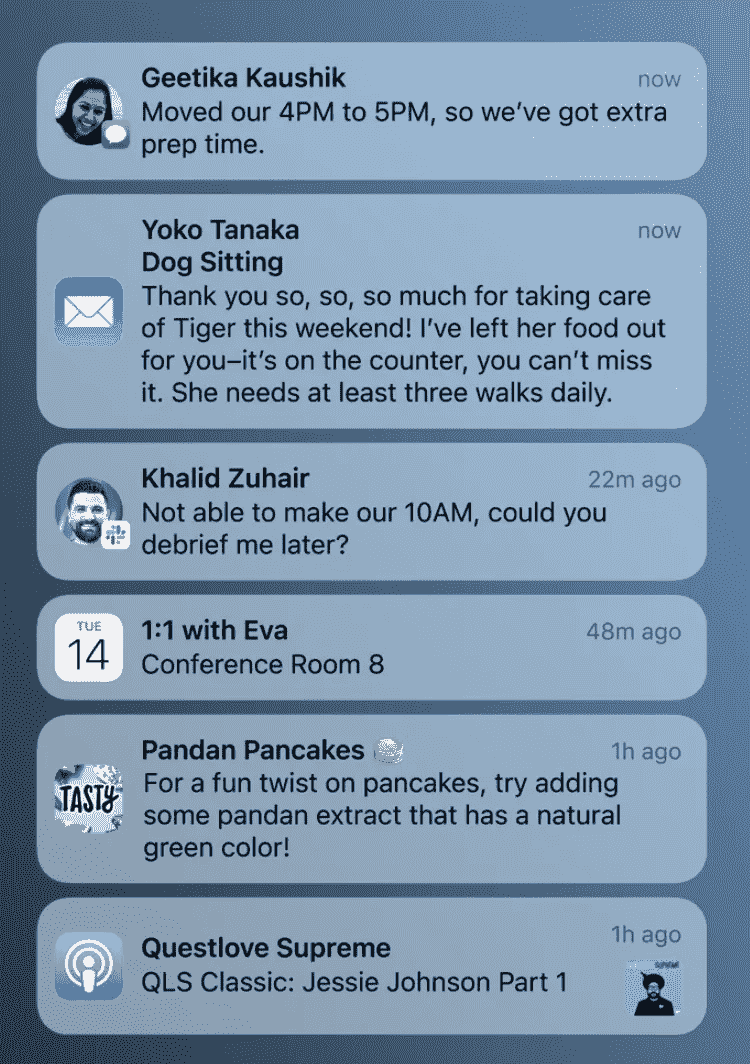 Geetika Kaushik
now
Moved our 4PM to 5PM, so we’ve got extra
prep time.
Yoko Tanaka
now
Dog Sitting
Thank you so, so, so much for taking care
of Tiger this weekend! I’ve left her food out
for you–it’s on the counter, you can’t miss
it. She needs at least three walks daily.
Khalid Zuhair
22m ago
Not able to make our 10AM, could you
debrief me later?
TUE
14
1:1 with Eva
48m ago
Conference Room 8
TASTY
Pandan Pancakes
1h ago
For a fun twist on pancakes, try adding
some pandan extract that has a natural
green color!
1h ago
Questlove Supreme
QLS Classic: Jessie Johnson Part 1